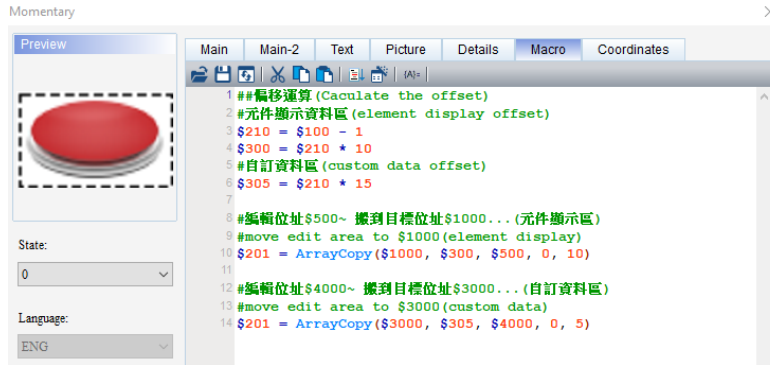 Momentary
Preview
Main Main-2 Text Picture Details Macro Coordinates
{A}=
1 ##偏移運算(Caculate the offset)
2 #元件顯示資料區(element display offset)
3 $210 = $100 - 1
4 $300 = $210 * 10
5 #自訂資料區(custom data offset)
6 $305 = $210 * 15
7
8 #編輯位址$500~ 搬到目標位址$1000...(元件顯示區)
9 #move edit area to $1000(element display)
10 $201 = ArrayCopy($1000, $300, $500, 0, 10)
11
12 #編輯位址$4000~ 搬到目標位址$3000...(自訂資料區)
13 #move edit area to $3000(custom data)
14 $201 = ArrayCopy($3000, $305, $4000, 0, 5)
State:
0
Language:
ENG